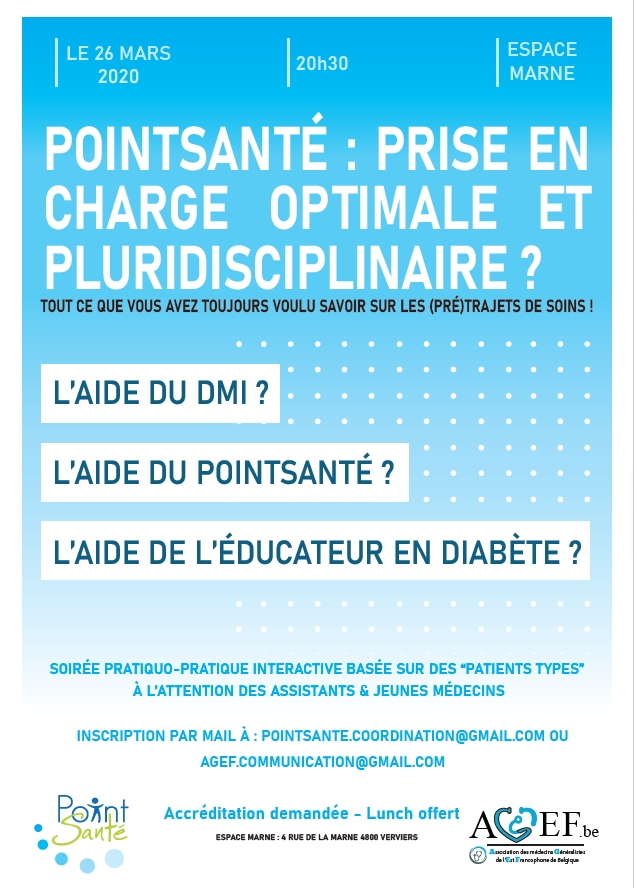 LE 26 MARS
2020
20h30
ESPACE
MARNE
POINTSANTÉ : PRISE EN
CHARGE OPTIMALE ET
PLURIDISCIPLINAIRE ?
TOUT CE QUE VOUS AVEZ TOUJOURS VOULU SAVOIR SUR LES (PRÉ)TRAJETS DE SOINS !
L'AIDE DU DMI ?
L'AIDE DU POINTSANTÉ ?
L'AIDE DE L'ÉDUCATEUR EN DIABÈTE ?
SOIRÉE PRATIQUO-PRATIQUE INTERACTIVE BASÉE SUR DES “PATIENTS TYPES”
À L'ATTENTION DES ASSISTANTS & JEUNES MÉDECINS
INSCRIPTION PAR MAIL À : POINTSANTE.COORDINATION@GMAIL.COM OU
AGEF.COMMUNICATION@GMAIL.COM
Point
Santé
Accréditation demandée - Lunch offert
ESPACE MARNE : 4 RUE DE LA MARNE 4800 VERVIERS
AGEF.be
Association des médecins Généralistes
de l'Est Francophone de Belgique